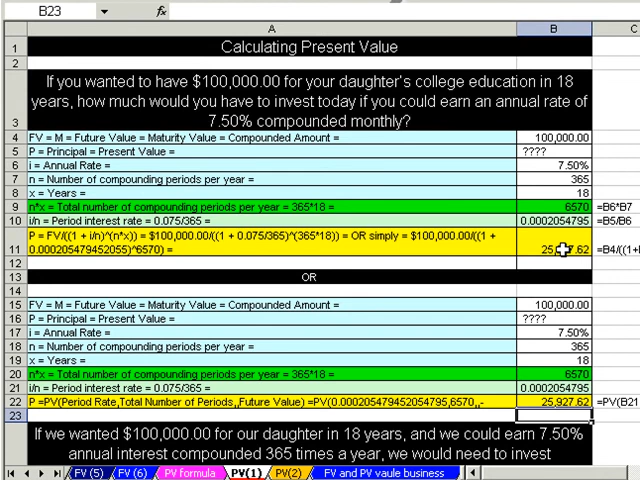 B23
fx
A
B
C
1
Calculating Present Value
2
3
If you wanted to have $100,000.00 for your daughter's college education in 18
years, how much would you have to invest today if you could earn an annual rate of
7.50% compounded monthly?
4 FV = M = Future Value = Maturity Value = Compounded Amount = 100,000.00
5 P = Principal = Present Value = ????
6 i = Annual Rate = 7.50%
7 n = Number of compounding periods per year = 365
8 x = Years = 18
9 n*x = Total number of compounding periods per year = 365*18 = 6570 =B6*B7
10 i/n = Period interest rate = 0.075/365 = 0.0002054795 =B5/B6
P = FV/((1 + i/n)^(n*x)) = $100,000.00/((1 + 0.075/365)^(365*18)) = OR simply = $100,000.00/((1 +
11 0.000205479452055)^6570) = =B4/((1+
12
13 OR
14
15 FV = M = Future Value = Maturity Value = Compounded Amount = 100,000.00
16 P = Principal = Present Value = ????
17 i = Annual Rate = 7.50%
18 n = Number of compounding periods per year = 365
19 x = Years = 18
20 n*x = Total number of compounding periods per year = 365*18 = 6570
21 i/n = Period interest rate = 0.075/365 = 0.0002054795
22 P =PV(Period Rate,Total Number of Periods,,Future Value) =PV(0.000205479452054795,6570,,- 25,927.62 =PV(B21
23
If we wanted $100,000.00 for our daughter in 18 years, and we could earn 7.50%
annual interest compounded 365 times a year, we would need to invest
FV (5) FV (6) PV formula PV(1) PV(2) FV and PV vaule business